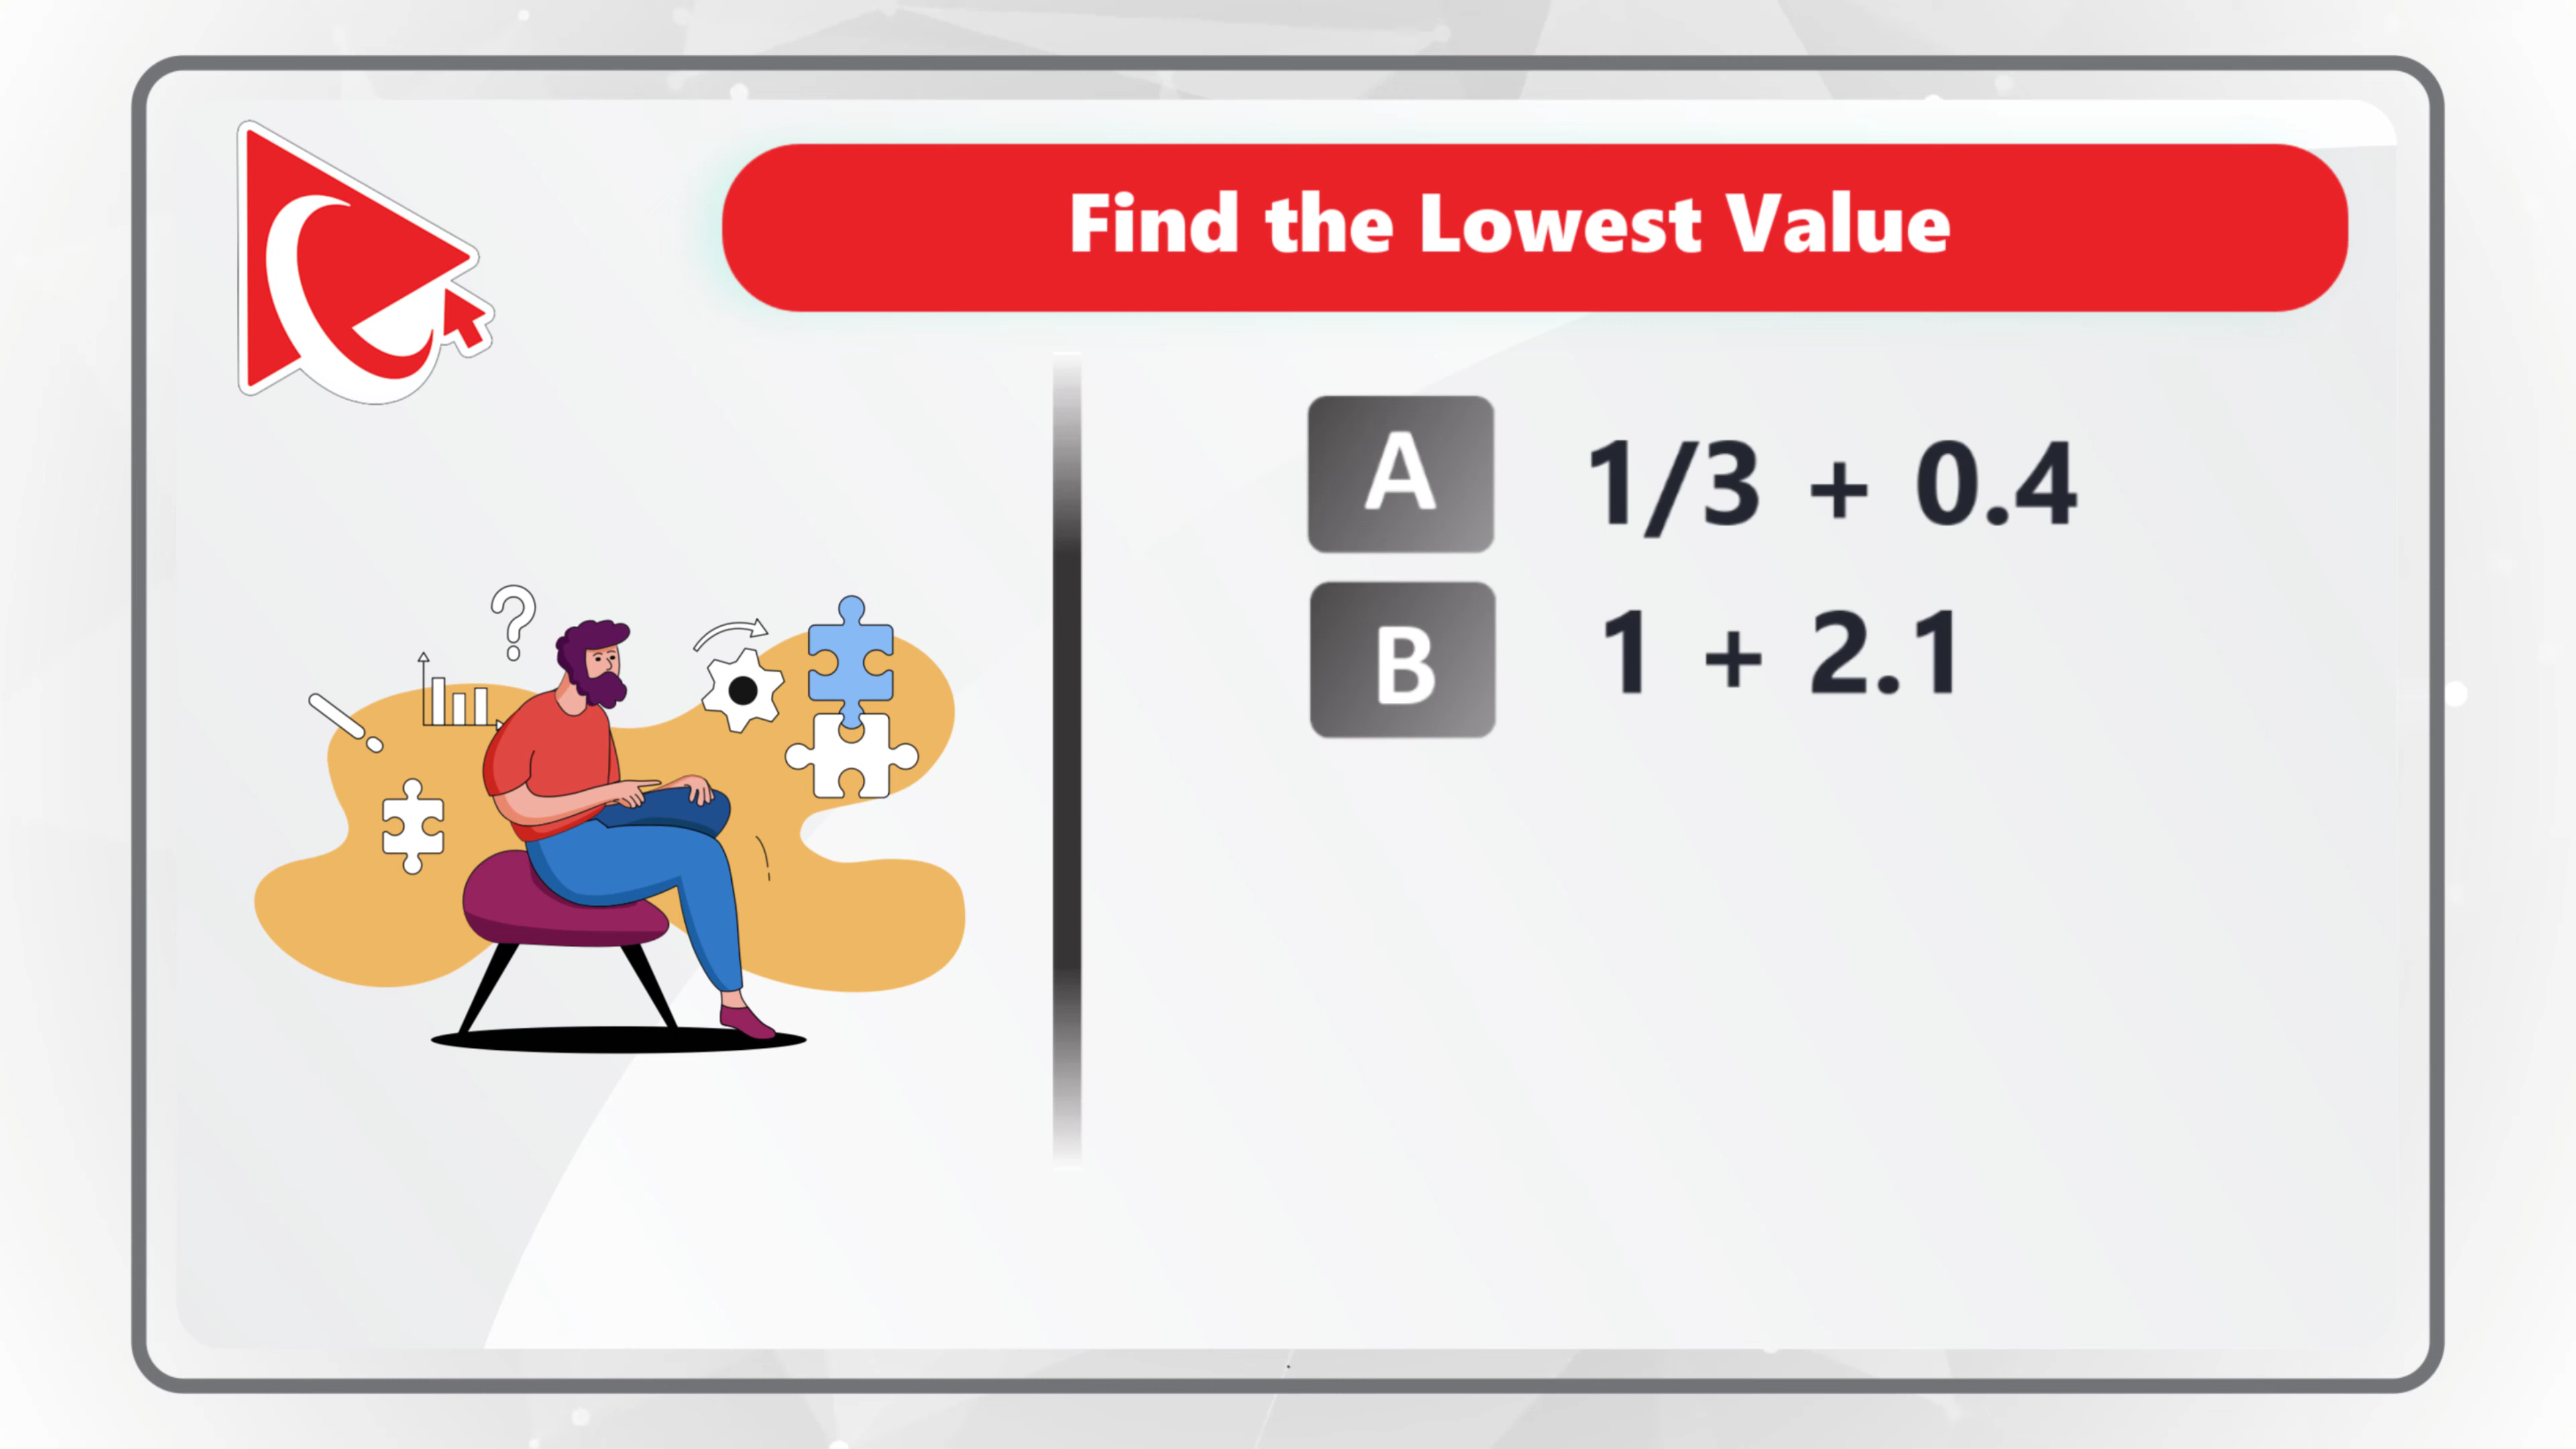 Find the Lowest Value
A 1/3 + 0.4
B 1 + 2.1